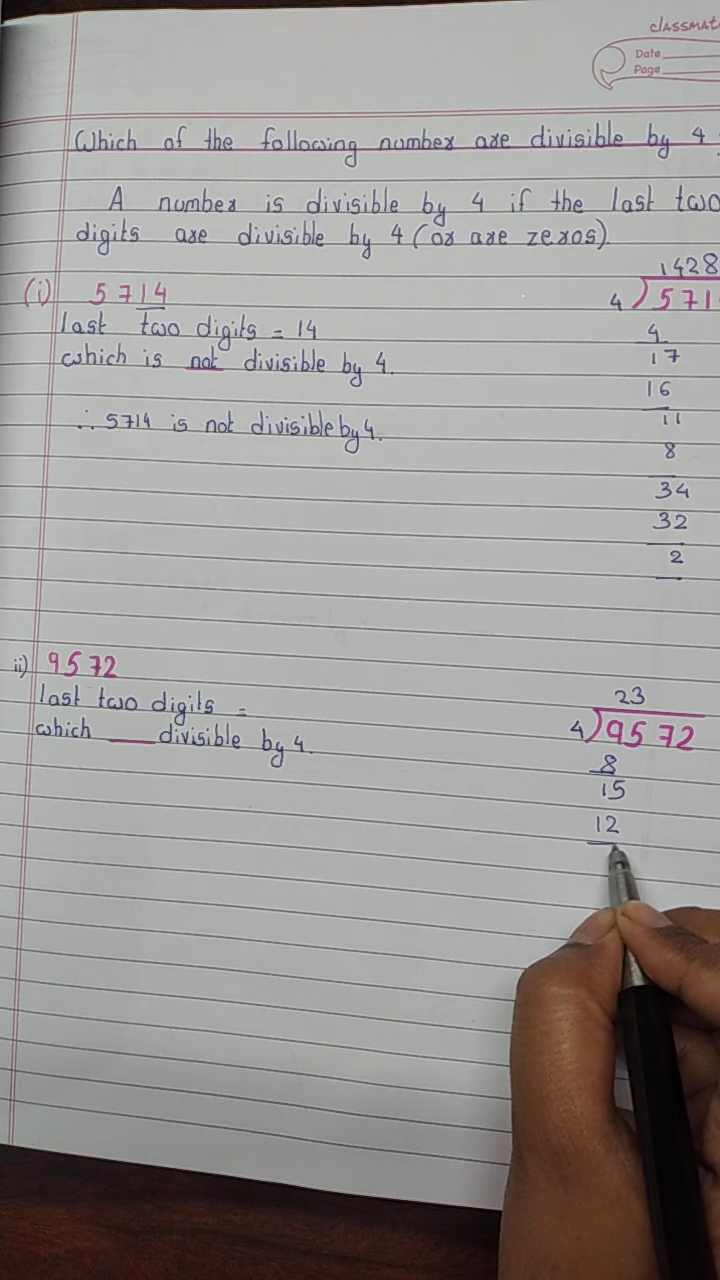 classmat
Date
Page
Which of the following number are divisible by 4.
A number is divisible by 4 if the last two
digits are divisible by 4 (or are zeros).
(i) 5714
last two digits = 14
which is not divisible by 4.
∴ 5714 is not divisible by 4.
1428
4)571
4
17
16
11
8
34
32
2
ii) 9572
last two digits =
which ___ divisible by 4.
23
4)9572
8
15
12